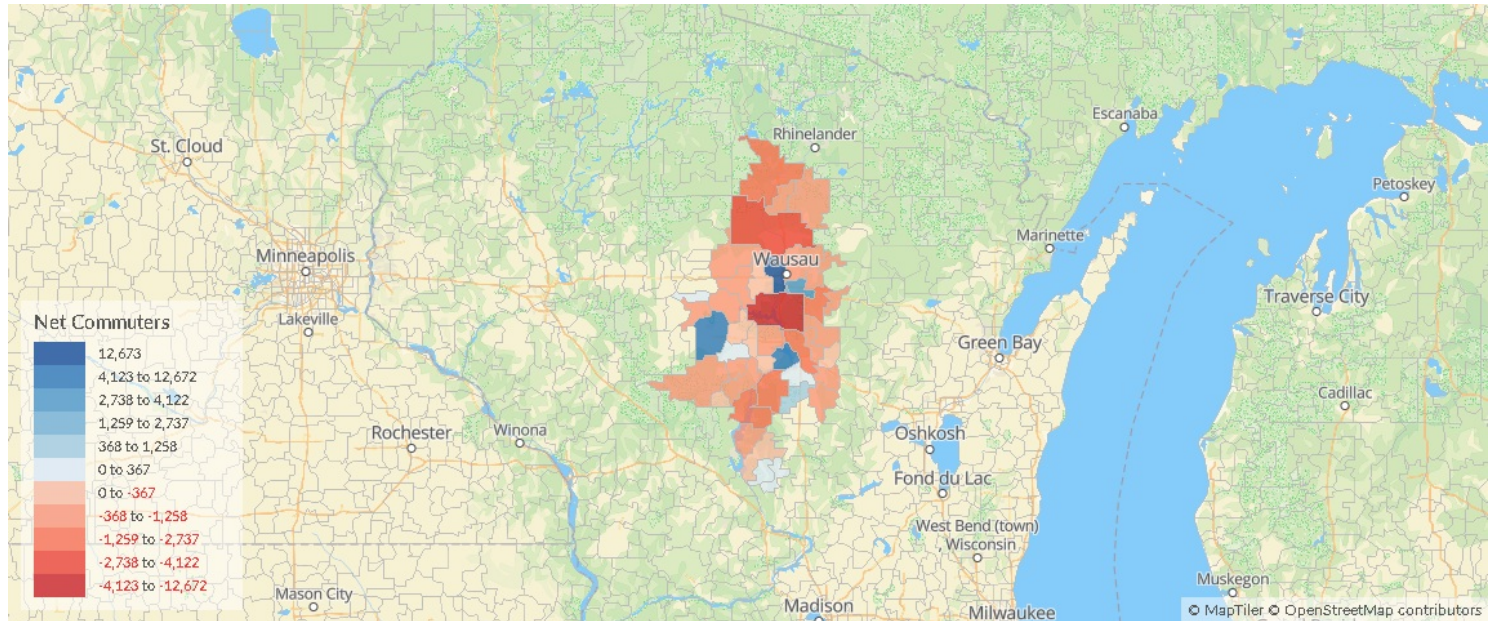 Escanaba
Rhinelander
St. Cloud
Petoskey
Marinette
Minneapolis
Wausau
Traverse City
Net Commuters
Lakeville
Green Bay
12,673
4,123 to 12,672
2,738 to 4,122
1,259 to 2,737
368 to 1,258
0 to 367
0 to -367
-368 to -1,258
-1,259 to -2,737
-2,738 to -4,122
-4,123 to -12,672
Cadillac
Rochester
Winona
Oshkosh
Fond du Lac
West Bend (town)
, Wisconsin
Muskegon
Mason City
Madison
Milwaukee
© MapTiler © OpenStreetMap contributors